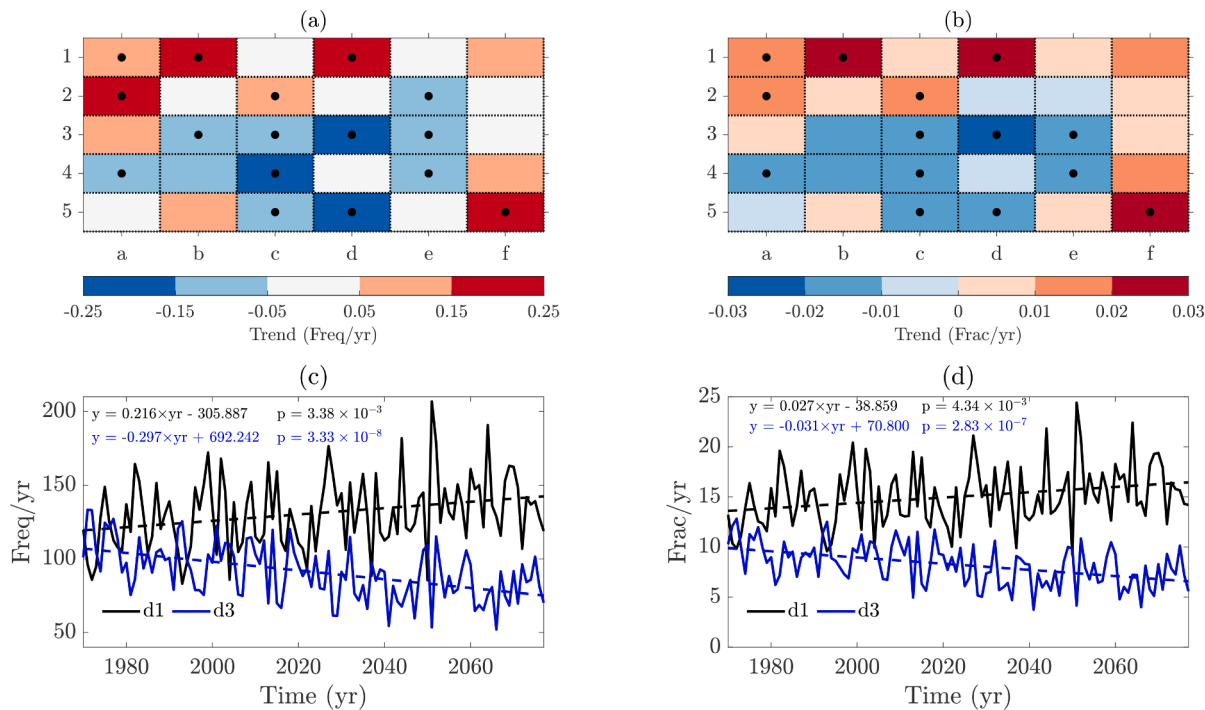 (a)
1
2
3
4
5
a b c d e f
-0.25 -0.15 -0.05 0.05 0.15 0.25
Trend (Freq/yr)
(b)
1
2
3
4
5
a b c d e f
-0.03 -0.02 -0.01 0 0.01 0.02 0.03
Trend (Frac/yr)
(c)
y = 0.216×yr - 305.887 p = 3.38 × 10⁻³
y = -0.297×yr + 692.242 p = 3.33 × 10⁻⁸
200
150
100
50
Freq/yr
d1 d3
1980 2000 2020 2040 2060
Time (yr)
(d)
y = 0.027×yr - 38.859 p = 4.34 × 10⁻³
y = -0.031×yr + 70.800 p = 2.83 × 10⁻⁷
25
20
15
10
5
0
Frac/yr
d1 d3
1980 2000 2020 2040 2060
Time (yr)